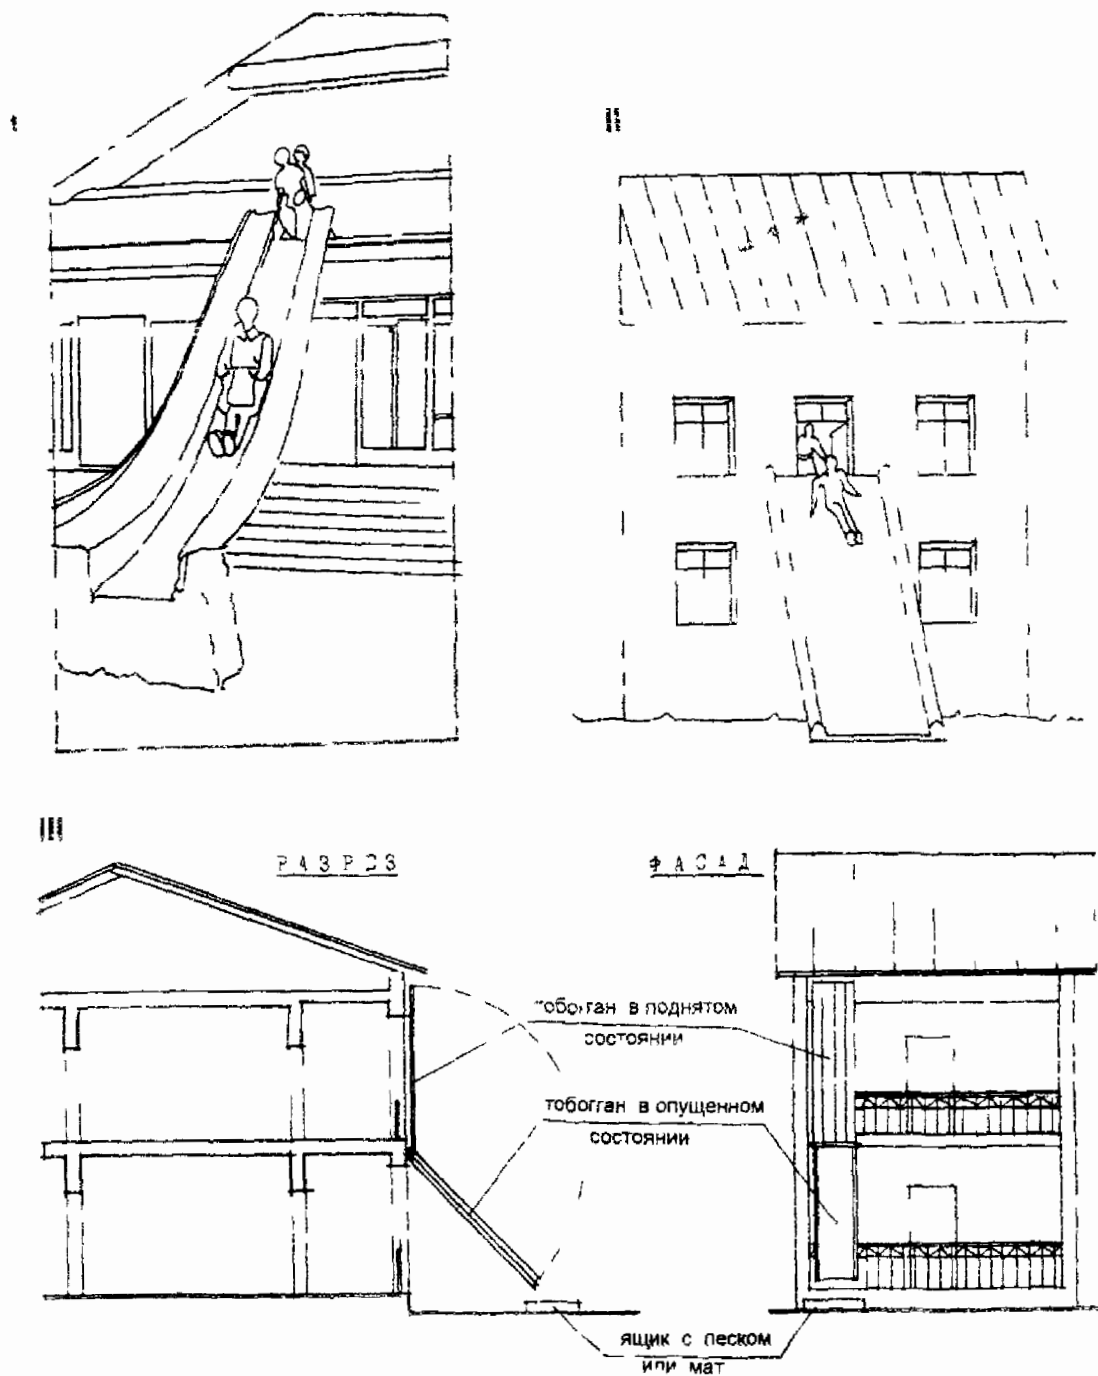 II
III
РАЗРЕЗ
ФАСАД
тобогган в поднятом
состоянии
тобогган в опущенном
состоянии
ящик с песком
или мат